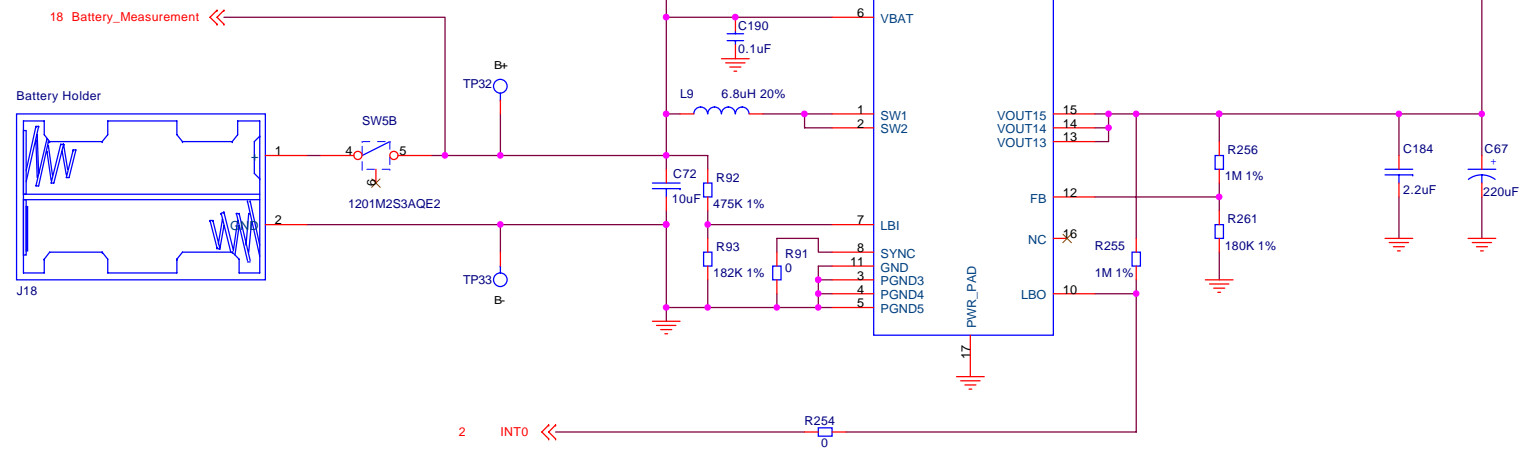 18 Battery_Measurement
6 VBAT
C190
0.1uF
B+
TP32
Battery Holder
L9 6.8uH 20%
1 SW1
2 SW2
VOUT15 15
VOUT14 14
VOUT13 13
SW5B
4 5
6
1201M2S3AQE2
+ 1
GND 2
J18
C72
10uF
R92
475K 1%
R256
1M 1%
C184
2.2uF
C67
+
220uF
FB 12
7 LBI
R261
180K 1%
NC 16
R93
182K 1%
R91
0
8 SYNC
11 GND
3 PGND3
4 PGND4
5 PGND5
R255
1M 1%
LBO 10
TP33
B-
PWR_PAD
17
2 INT0
R254
0